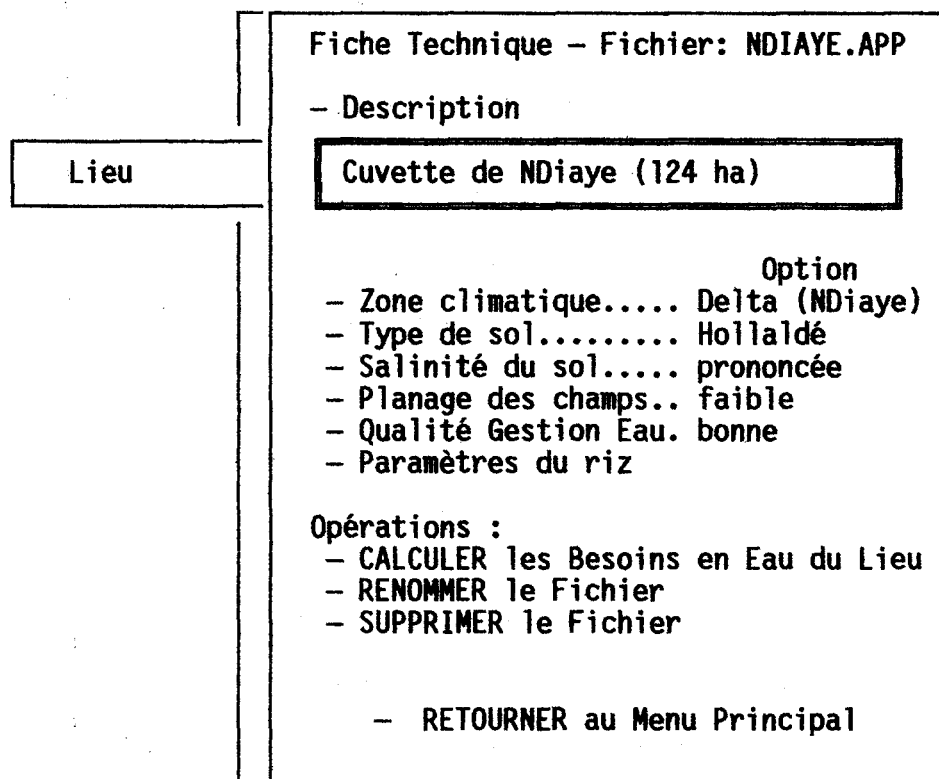 Fiche Technique – Fichier: NDIAYE.APP
– Description
Lieu
Cuvette de NDiaye (124 ha)
Option
– Zone climatique..... Delta (NDiaye)
– Type de sol......... Hollaldé
– Salinité du sol..... prononcée
– Planage des champs.. faible
– Qualité Gestion Eau. bonne
– Paramètres du riz
Opérations :
– CALCULER les Besoins en Eau du Lieu
– RENOMMER le Fichier
– SUPPRIMER le Fichier
– RETOURNER au Menu Principal